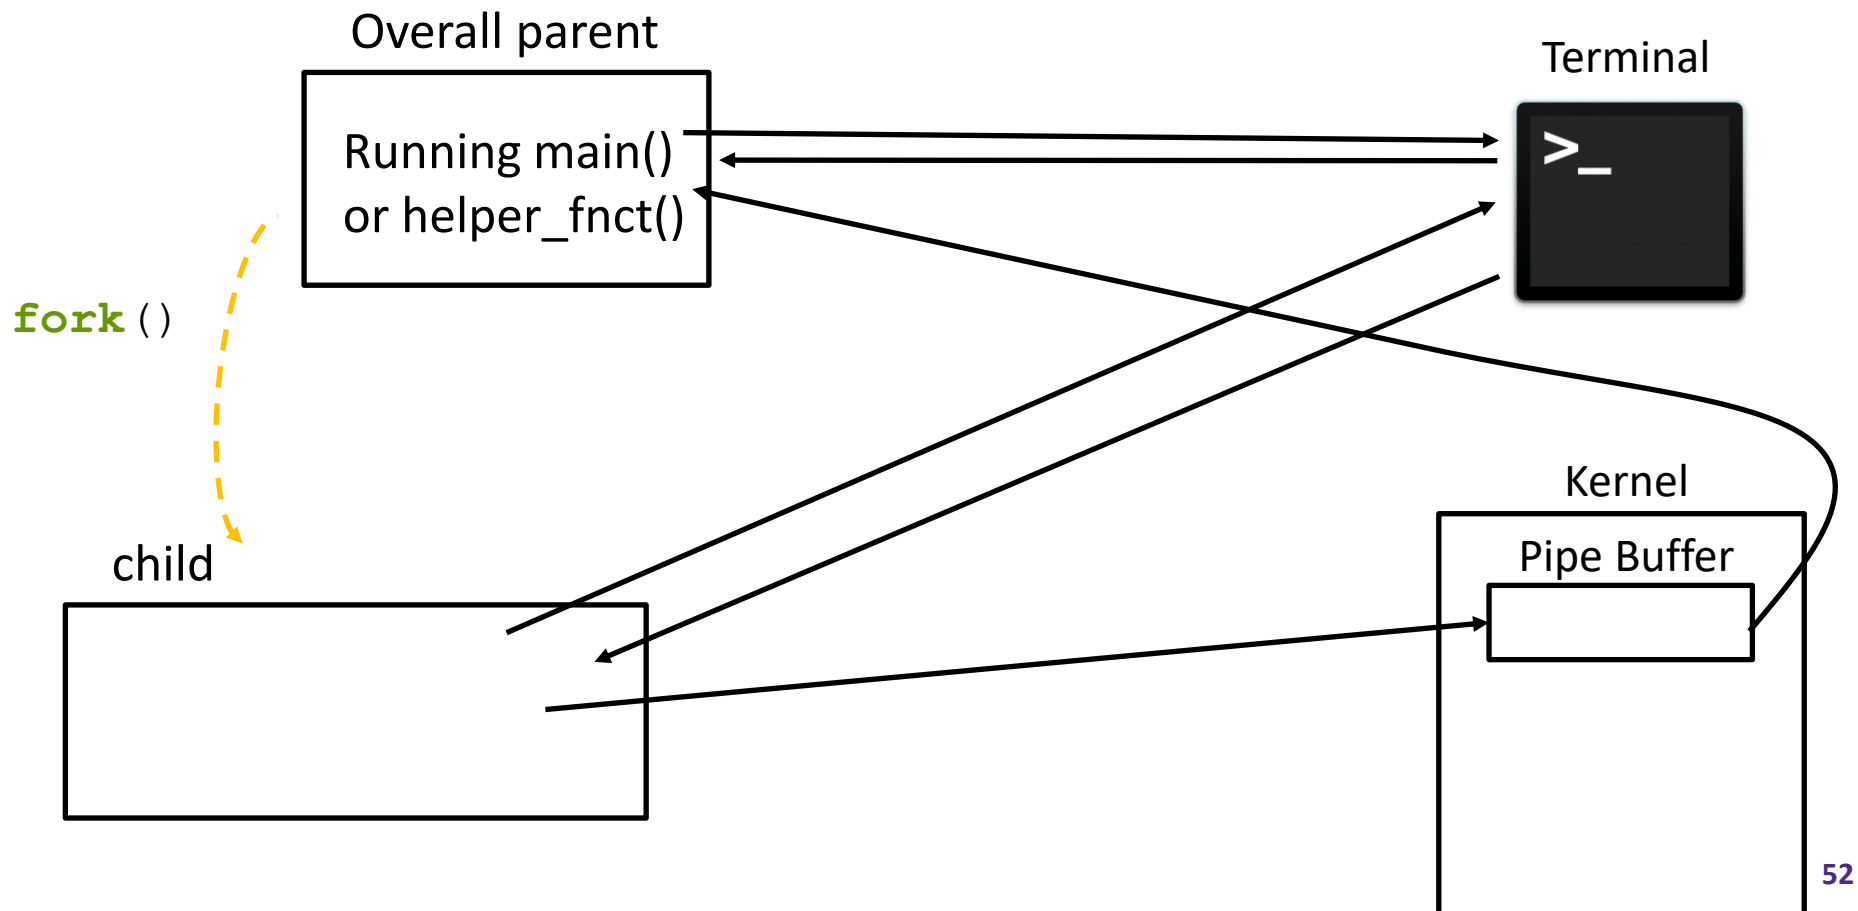 Overall parent
Terminal
>_
Running main()
or helper_fnct()
fork()
Kernel
Pipe Buffer
child
52